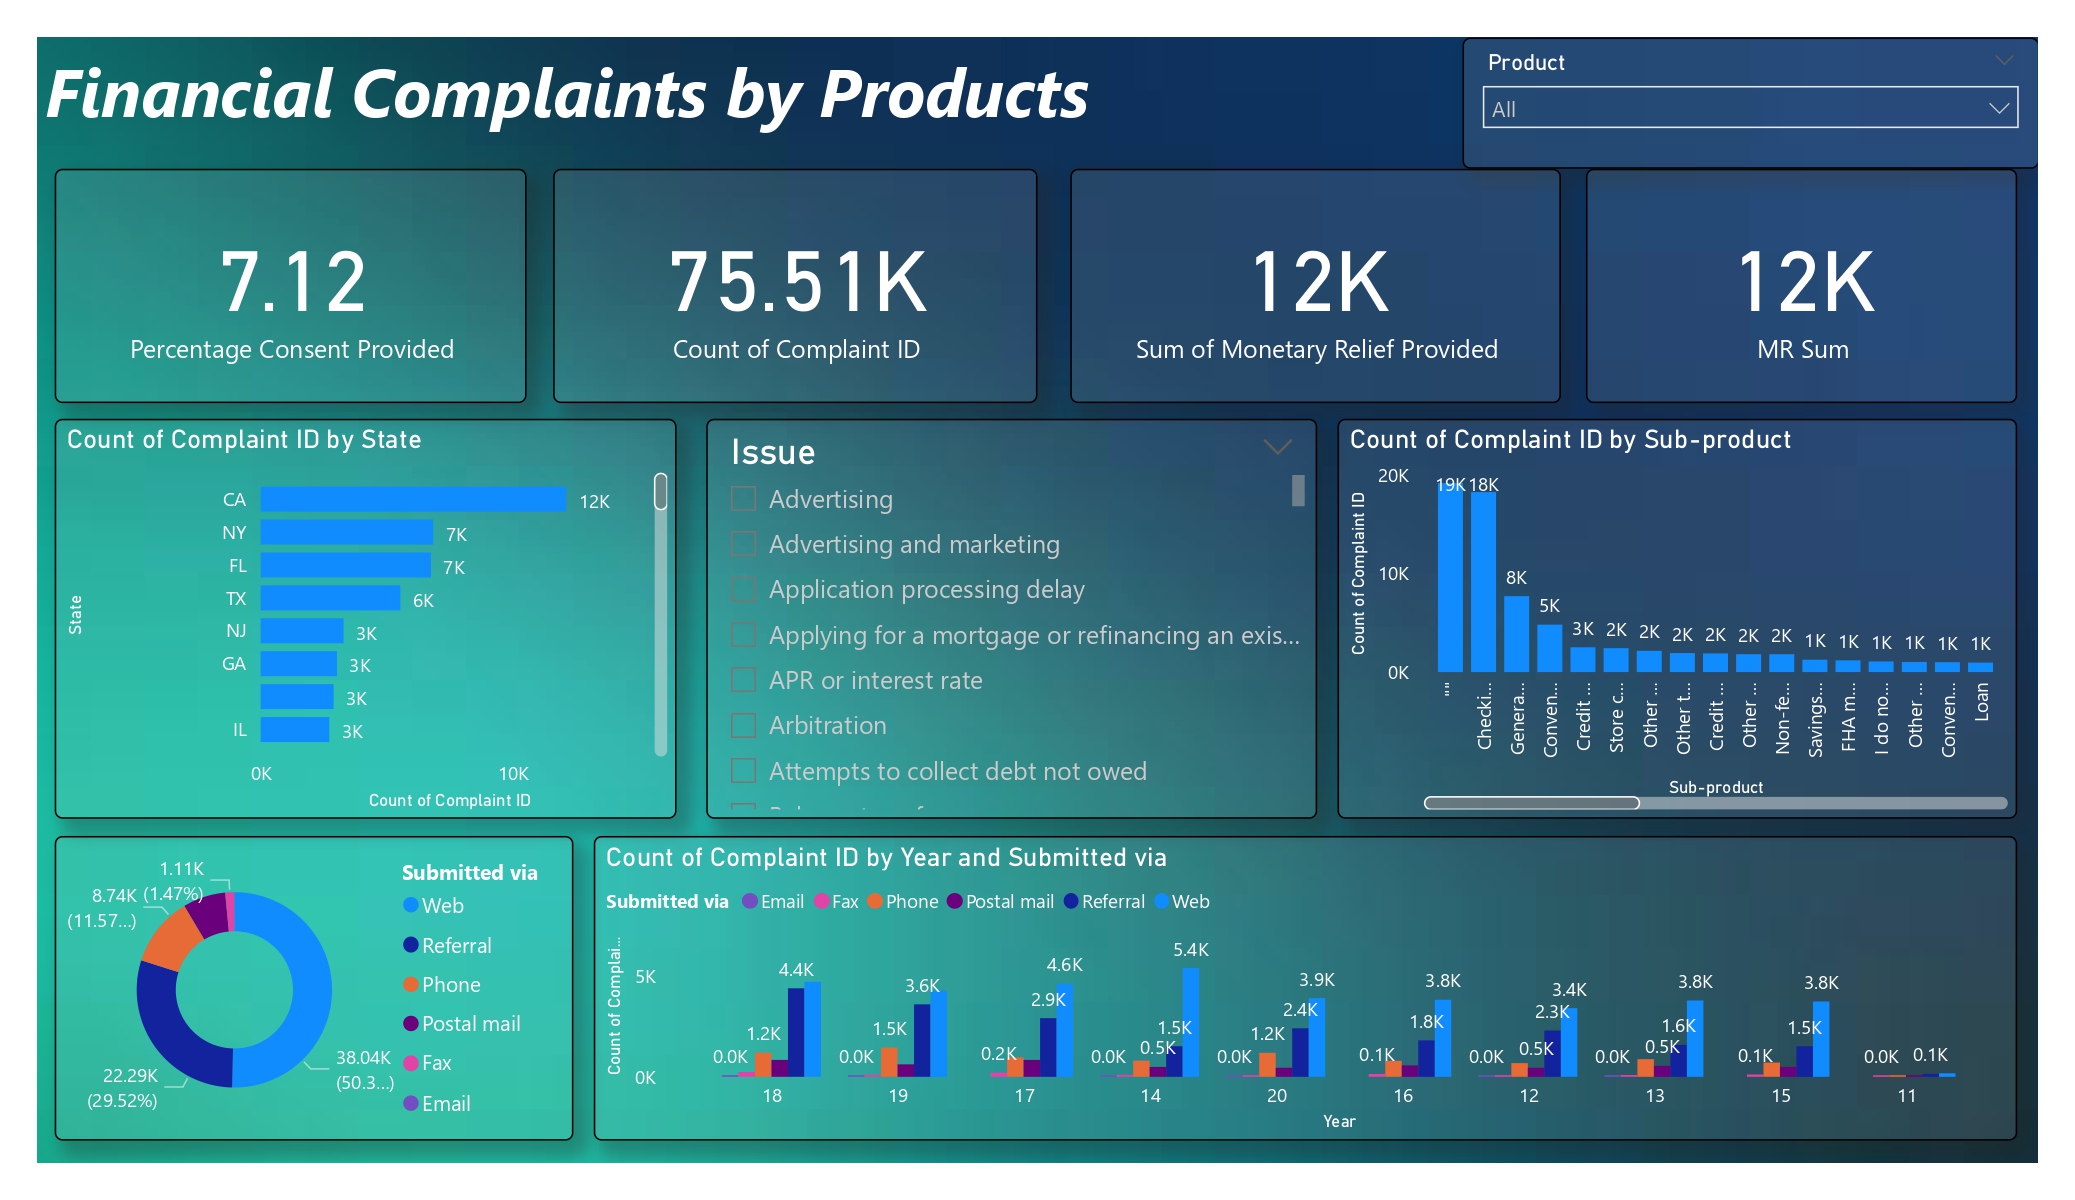 Financial Complaints by Products
Product
All
7.12
Percentage Consent Provided
75.51K
Count of Complaint ID
12K
Sum of Monetary Relief Provided
12K
MR Sum
Count of Complaint ID by State
State
CA 12K
NY 7K
FL 7K
TX 6K
NJ 3K
GA 3K
3K
IL 3K
0K 10K
Count of Complaint ID
Issue
Advertising
Advertising and marketing
Application processing delay
Applying for a mortgage or refinancing an exis...
APR or interest rate
Arbitration
Attempts to collect debt not owed
Count of Complaint ID by Sub-product
Count of Complaint ID
20K
10K
0K
19K 18K 8K 5K 3K 2K 2K 2K 2K 2K 2K 1K 1K 1K 1K 1K 1K
Checki...
Genera...
Conven...
Credit ...
Store c...
Other ...
Other t...
Credit ...
Other ...
Non-fe...
Savings...
FHA m...
I do no...
Other ...
Conven...
Loan
Sub-product
1.11K
(1.47%)
8.74K
(11.57...)
22.29K
(29.52%)
38.04K
(50.3...)
Submitted via
Web
Referral
Phone
Postal mail
Fax
Email
Count of Complaint ID by Year and Submitted via
Submitted via Email Fax Phone Postal mail Referral Web
Count of Complai...
5K
0K
0.0K 1.2K 4.4K
0.0K 1.5K 3.6K
0.2K 2.9K 4.6K
0.0K 0.5K 1.5K 5.4K
0.0K 1.2K 2.4K 3.9K
0.1K 1.8K 3.8K
0.0K 0.5K 2.3K 3.4K
0.0K 0.5K 1.6K 3.8K
0.1K 1.5K 3.8K
0.0K 0.1K
18 19 17 14 20 16 12 13 15 11
Year